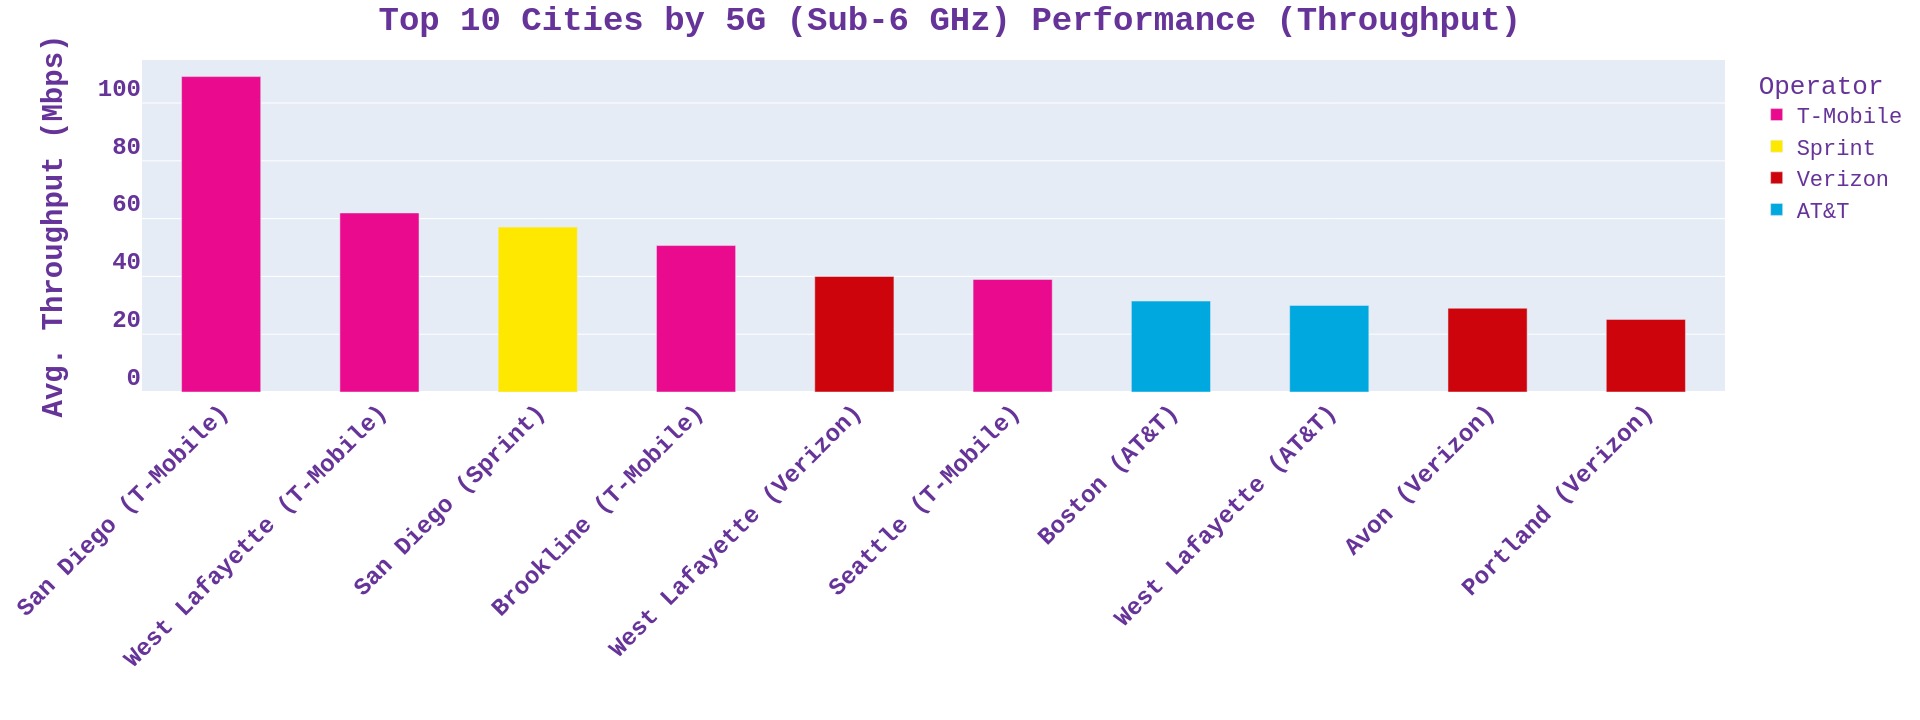 Top 10 Cities by 5G (Sub-6 GHz) Performance (Throughput)
Avg. Throughput (Mbps)
100
80
60
40
20
0
San Diego (T-Mobile)
West Lafayette (T-Mobile)
San Diego (Sprint)
Brookline (T-Mobile)
West Lafayette (Verizon)
Seattle (T-Mobile)
Boston (AT&T)
West Lafayette (AT&T)
Avon (Verizon)
Portland (Verizon)
Operator
T-Mobile
Sprint
Verizon
AT&T